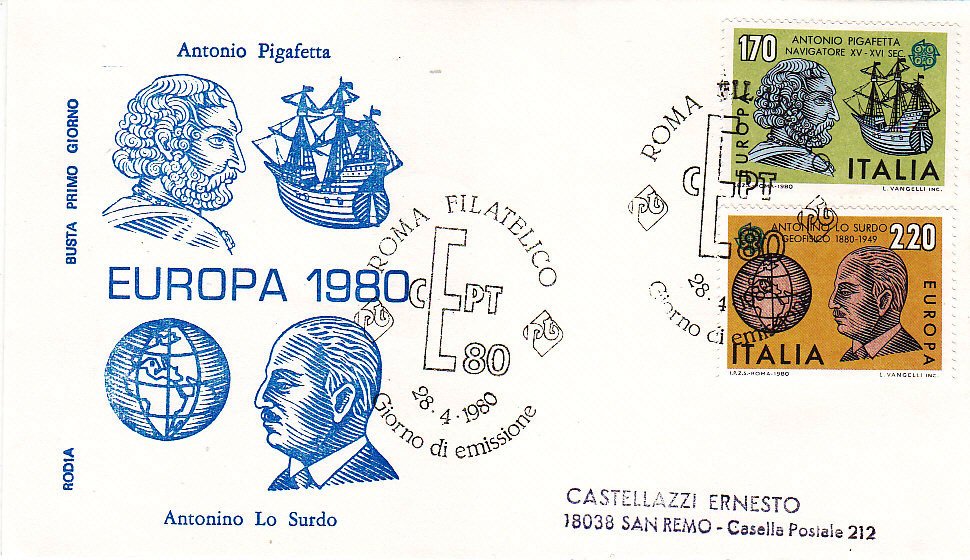 Antonio Pigafetta
BUSTA PRIMO GIORNO
EUROPA 1980
RODIA
Antonino Lo Surdo
ROMA FILATELICO
CEPT
80
28·4·1980
Giorno di emissione
170
ANTONIO PIGAFETTA
NAVIGATORE XV-XVI SEC.
EUROPA
ITALIA
I.P.Z.S.-ROMA-1980
L. VANGELLI INC.
ROMA FIL
CEPT
80
28·4
Giorno di emissione
ANTONINO LO SURDO
GEOFISICO 1880-1949
220
EUROPA
ITALIA
I.P.Z.S.-ROMA-1980
L. VANGELLI INC.
CASTELLAZZI ERNESTO
18038 SAN REMO - Casella Postale 212